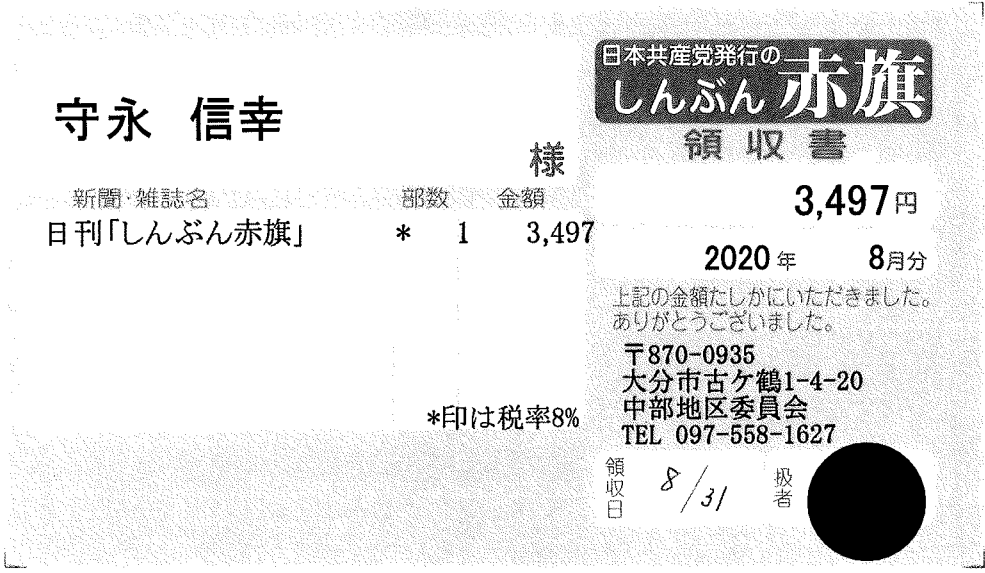 守永 信幸
様
新聞・雑誌名 部数 金額
日刊「しんぶん赤旗」 * 1 3,497
*印は税率8%
日本共産党発行の
しんぶん赤旗
領収書
3,497円
2020年 8月分
上記の金額たしかにいただきました。
ありがとうございました。
〒870-0935
大分市古ケ鶴1-4-20
中部地区委員会
TEL 097-558-1627
領収日 8/31 扱者